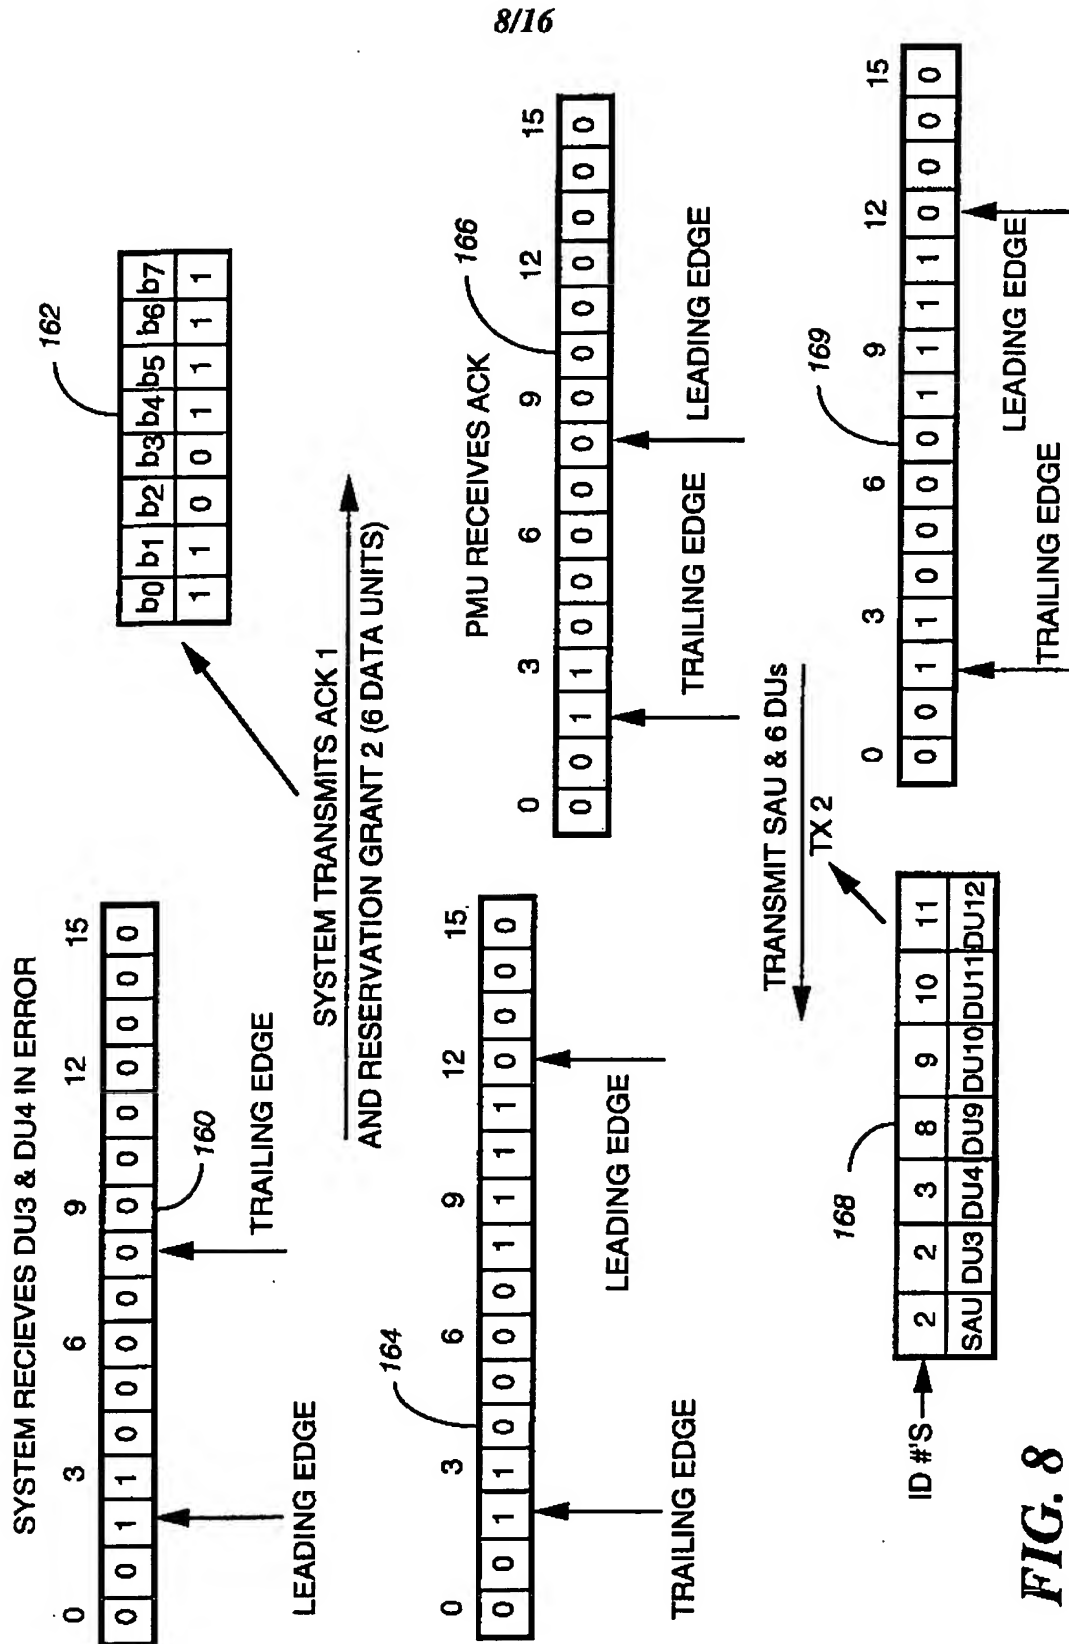 8/16
SYSTEM RECIEVES DU3 & DU4 IN ERROR
0 3 6 9 12 15
0 0 1 1 0 0 0 0 0 0 0 0 0 0 0 0
160
LEADING EDGE
TRAILING EDGE
162
b0 b1 b2 b3 b4 b5 b6 b7
1 1 0 0 1 1 1 1
SYSTEM TRANSMITS ACK 1
AND RESERVATION GRANT 2 (6 DATA UNITS)
164
0 3 6 9 12 15
0 0 1 1 0 0 0 0 1 1 1 1 0 0 0 0
TRAILING EDGE
LEADING EDGE
PMU RECEIVES ACK
166
0 3 6 9 12 15
0 0 1 1 0 0 0 0 0 0 0 0 0 0 0 0
TRAILING EDGE
LEADING EDGE
TRANSMIT SAU & 6 DUs
TX 2
168
ID #'S
2 2 3 8 9 10 11
SAU DU3 DU4 DU9 DU10 DU11 DU12
169
0 3 6 9 12 15
0 0 1 1 0 0 0 0 1 1 1 1 0 0 0 0
TRAILING EDGE
LEADING EDGE
FIG. 8